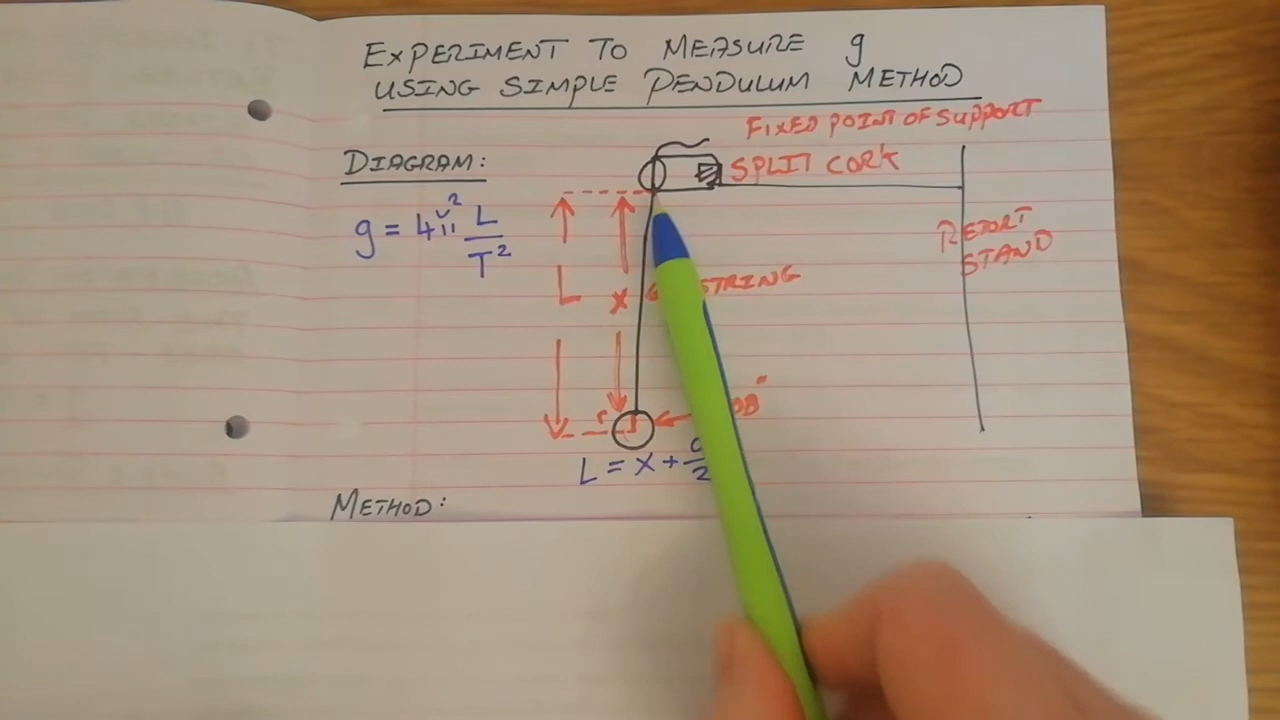 EXPERIMENT TO MEASURE g
USING SIMPLE PENDULUM METHOD
FIXED POINT OF SUPPORT
DIAGRAM:
SPLIT CORK
g = 4π² L
T²
RETORT
STAND
L
x
STRING
r
L = x +
2
METHOD: